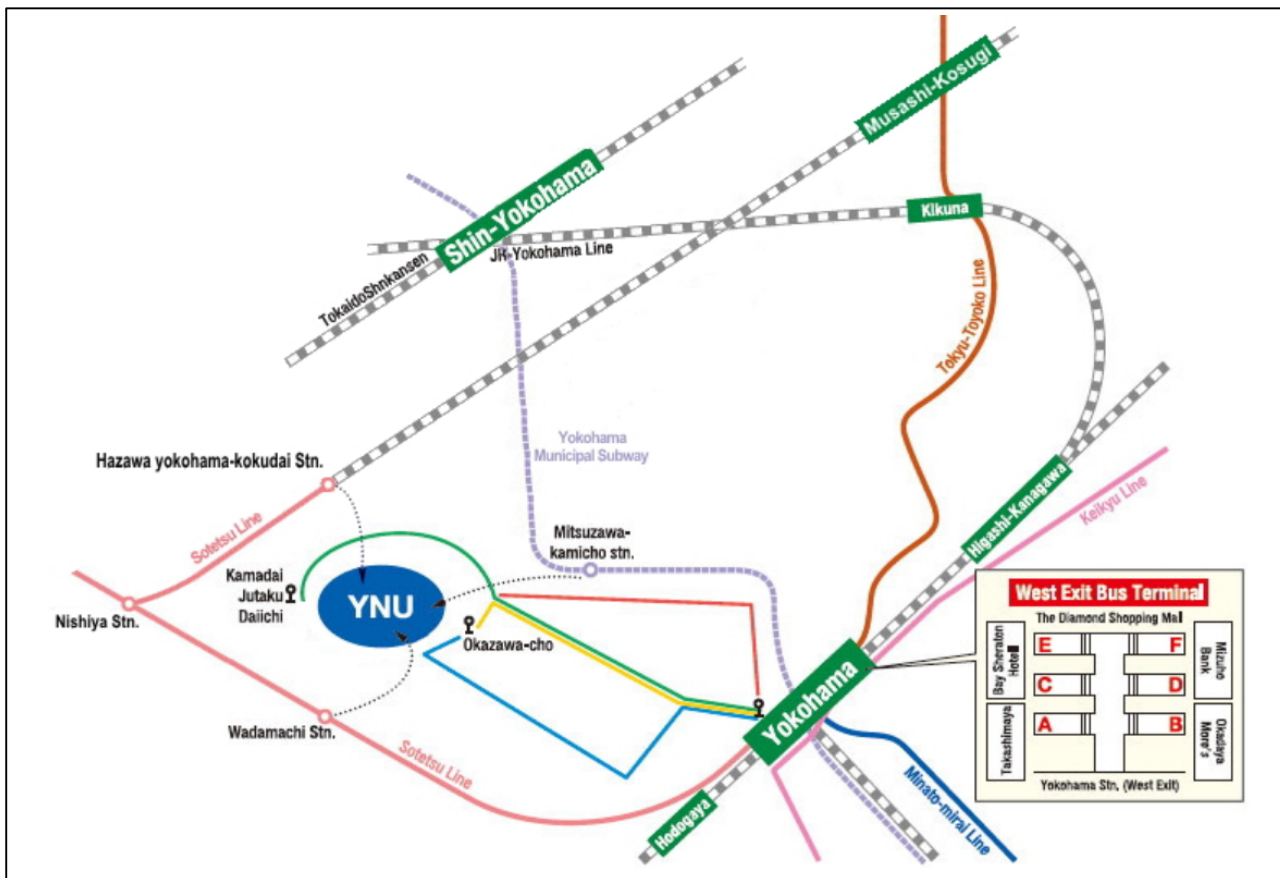 Musashi-Kosugi
Shin-Yokohama
Kikuna
JR-Yokohama Line
TokaidoShnkansen
Tokyu-Toyoko Line
Yokohama
Municipal Subway
Hazawa yokohama-kokudai Stn.
Higashi-Kanagawa
Keikyu Line
Sotetsu Line
Mitsuzawa-
kamicho stn.
Kamadai
Jutaku
Daiichi
YNU
Nishiya Stn.
Okazawa-cho
West Exit Bus Terminal
The Diamond Shopping Mall
Bay Sheraton
Hotel
E
F
Mizuho
Bank
C
D
Takashimaya
A
B
Okadaya
More's
Yokohama Stn. (West Exit)
Yokohama
Wadamachi Stn.
Sotetsu Line
Hodogaya
Minato-mirai Line